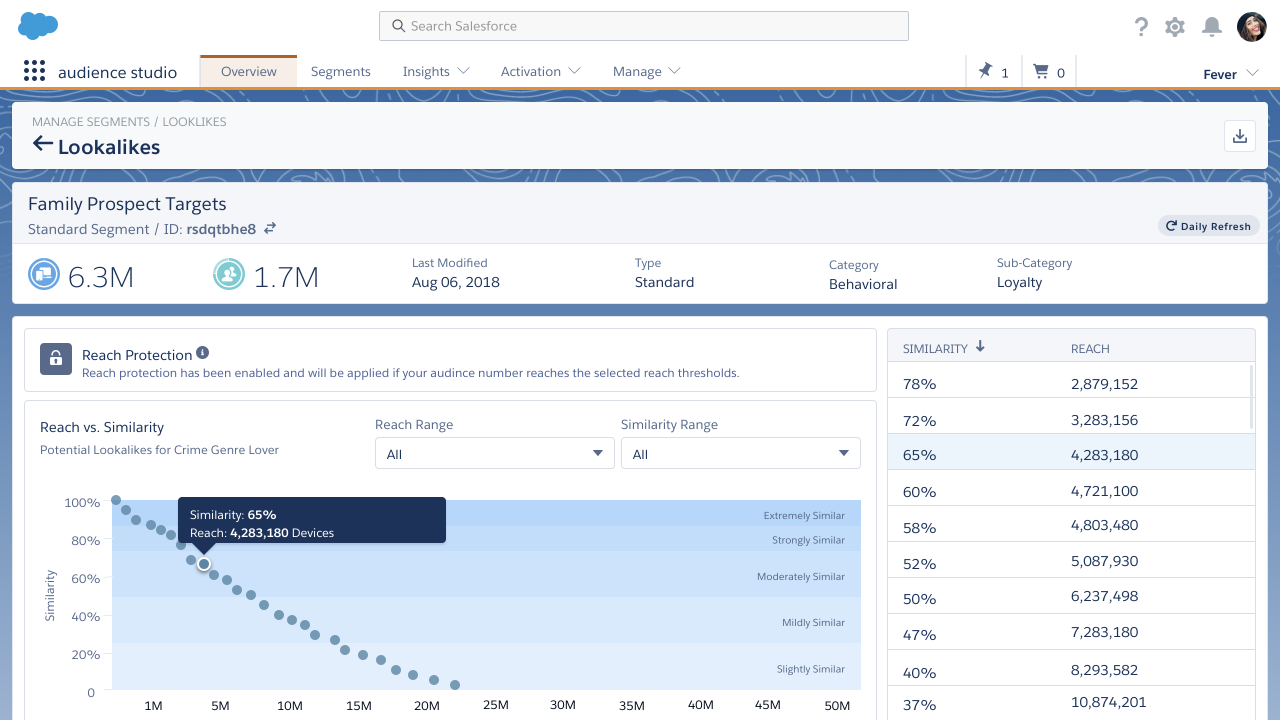 Search Salesforce
audience studio
Overview
Segments
Insights
Activation
Manage
1
0
Fever
MANAGE SEGMENTS / LOOKLIKES
Lookalikes
Family Prospect Targets
Standard Segment / ID: rsdqtbhe8
Daily Refresh
6.3M
1.7M
Last Modified
Aug 06, 2018
Type
Standard
Category
Behavioral
Sub-Category
Loyalty
Reach Protection
Reach protection has been enabled and will be applied if your audince number reaches the selected reach thresholds.
Reach vs. Similarity
Potential Lookalikes for Crime Genre Lover
Reach Range
All
Similarity Range
All
Similarity
100%
80%
60%
40%
20%
0
Similarity: 65%
Reach: 4,283,180 Devices
Extremely Similar
Strongly Similar
Moderately Similar
Mildly Similar
Slightly Similar
1M 5M 10M 15M 20M 25M 30M 35M 40M 45M 50M
SIMILARITY REACH
78% 2,879,152
72% 3,283,156
65% 4,283,180
60% 4,721,100
58% 4,803,480
52% 5,087,930
50% 6,237,498
47% 7,283,180
40% 8,293,582
37% 10,874,201